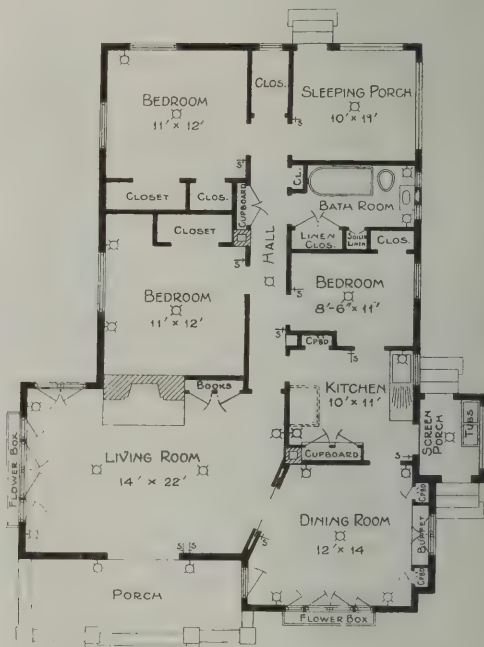 CLOS.
BEDROOM
11' × 12'
SLEEPING PORCH
10' × 19'
S
S
CLOSET
CLOS.
CUPBOARD
CL.
BATH ROOM
LINEN
CLOS.
SOILED
LINEN
CLOS.
CLOSET
HALL
S
BEDROOM
11' × 12'
S
BEDROOM
8'-6" × 11'
S
CPBD
S
BOOKS
KITCHEN
10' × 11'
SCREEN
PORCH
TUBS
FLOWER BOX
LIVING ROOM
14' × 22'
CUPBOARD
S
CPBD
DINING ROOM
12' × 14
BUFFET
S
S S
CPBD
PORCH
FLOWER BOX